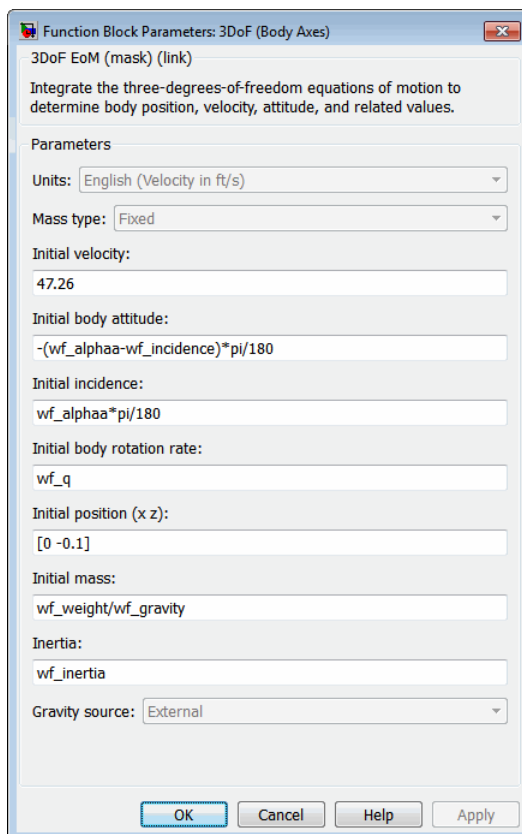 Function Block Parameters: 3DoF (Body Axes)
3DoF EoM (mask) (link)
Integrate the three-degrees-of-freedom equations of motion to
determine body position, velocity, attitude, and related values.
Parameters
Units: English (Velocity in ft/s)
Mass type: Fixed
Initial velocity:
47.26
Initial body attitude:
-(wf_alphaa-wf_incidence)*pi/180
Initial incidence:
wf_alphaa*pi/180
Initial body rotation rate:
wf_q
Initial position (x z):
[0 -0.1]
Initial mass:
wf_weight/wf_gravity
Inertia:
wf_inertia
Gravity source: External
OK Cancel Help Apply